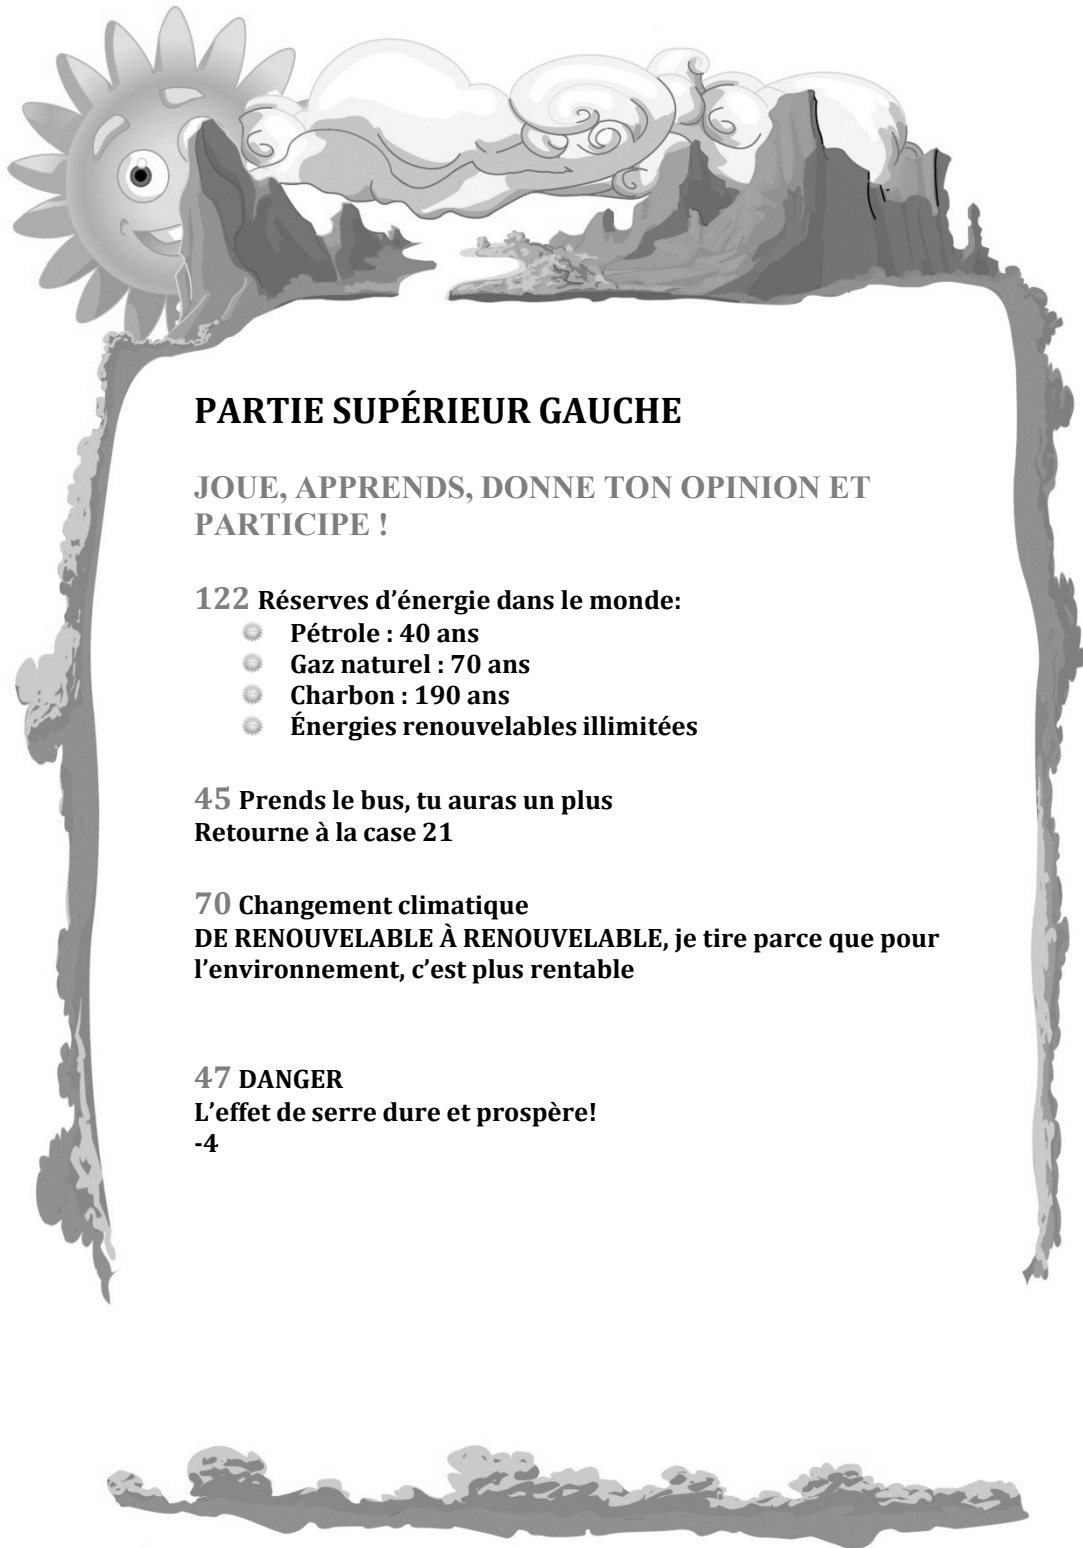 PARTIE SUPÉRIEUR GAUCHE
JOUE, APPRENDS, DONNE TON OPINION ET
PARTICIPE !
122 Réserves d’énergie dans le monde:
Pétrole : 40 ans
Gaz naturel : 70 ans
Charbon : 190 ans
Énergies renouvelables illimitées
45 Prends le bus, tu auras un plus
Retourne à la case 21
70 Changement climatique
DE RENOUVELABLE À RENOUVELABLE, je tire parce que pour
l’environnement, c’est plus rentable
47 DANGER
L’effet de serre dure et prospère!
-4